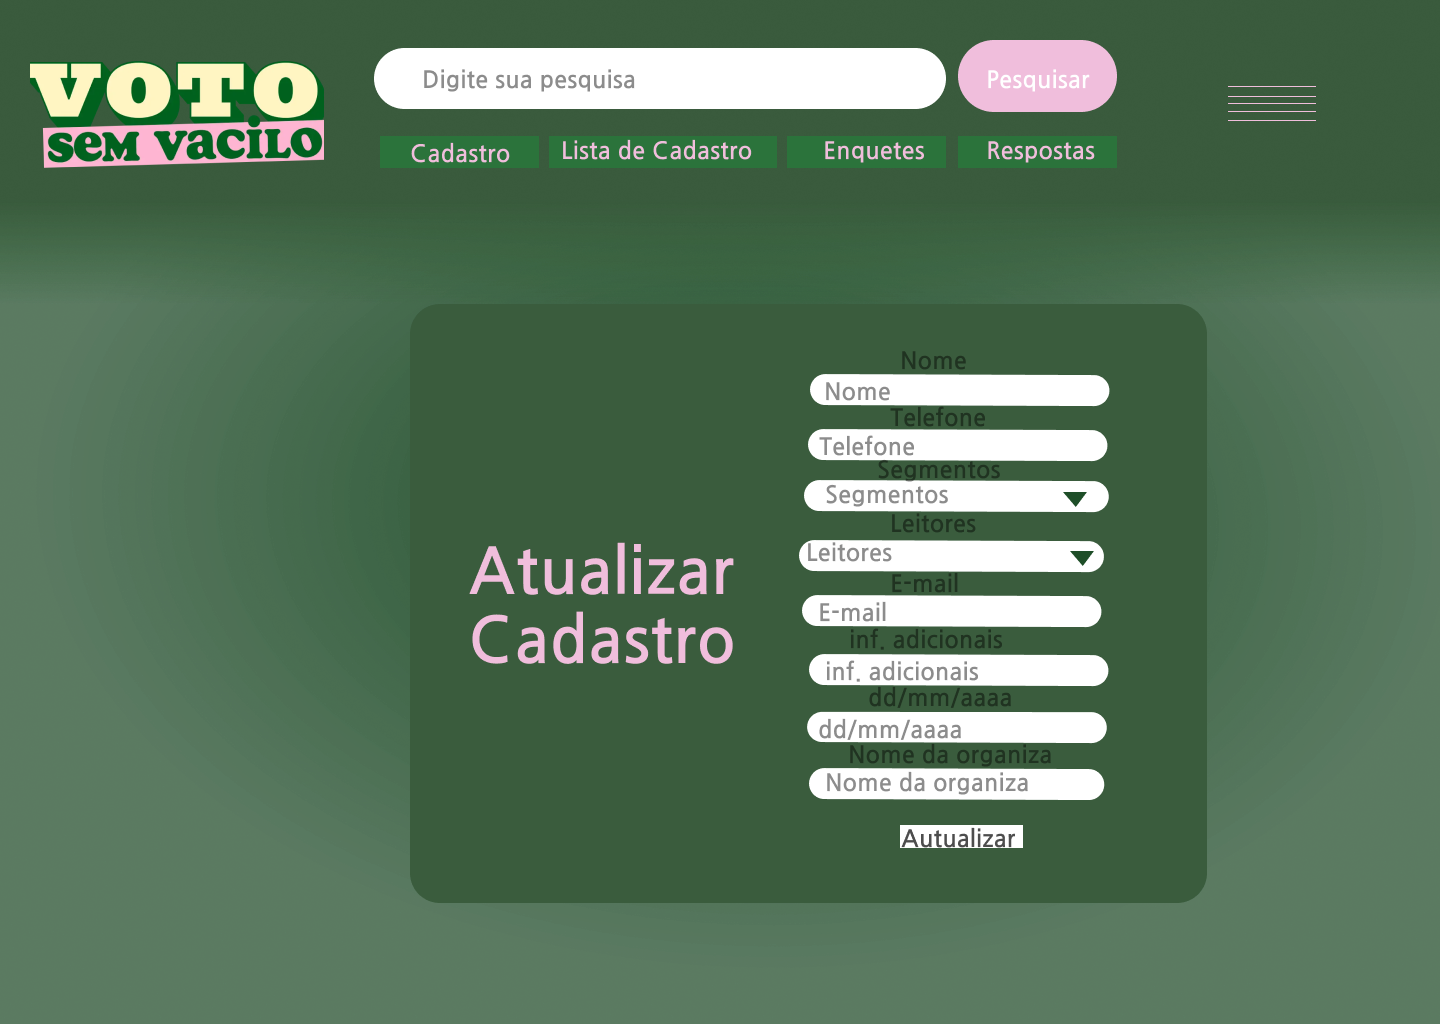 VOTO
SEM VACILO
Digite sua pesquisa
Pesquisar
Cadastro
Lista de Cadastro
Enquetes
Respostas
Atualizar
Cadastro
Nome
Nome
Telefone
Telefone
Segmentos
Segmentos
Leitores
Leitores
E-mail
E-mail
inf. adicionais
inf. adicionais
dd/mm/aaaa
dd/mm/aaaa
Nome da organiza
Nome da organiza
Autualizar